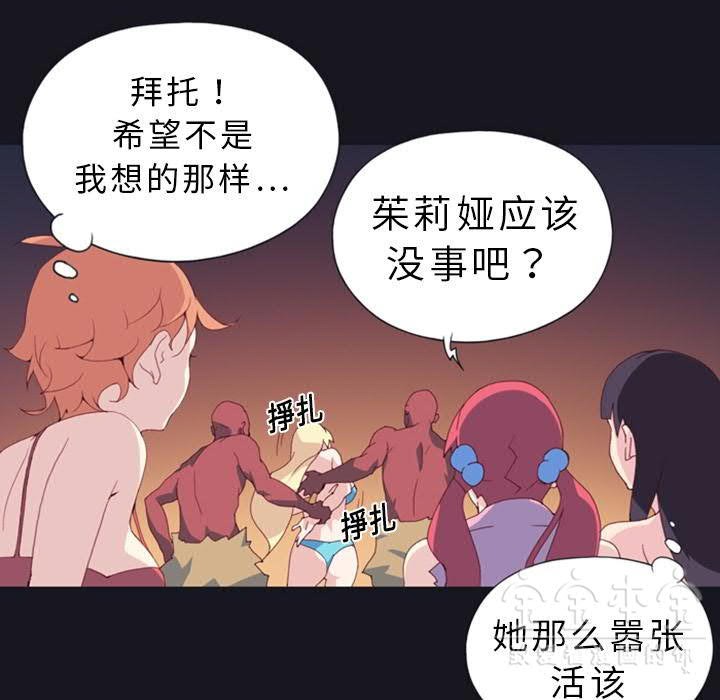 拜托！
希望不是
我想的那样...
茱莉娅应该
没事吧？
挣扎
挣扎
她那么嚣张
活该